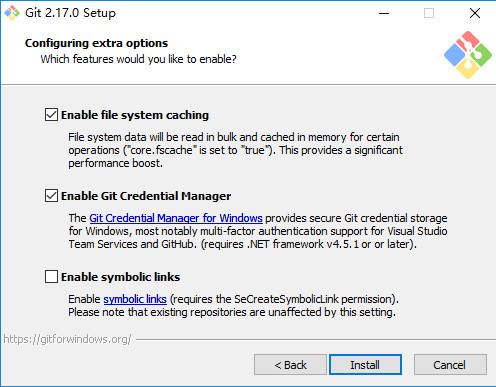 Git 2.17.0 Setup
Configuring extra options
Which features would you like to enable?
Enable file system caching
File system data will be read in bulk and cached in memory for certain
operations ("core.fscache" is set to "true"). This provides a significant
performance boost.
Enable Git Credential Manager
The Git Credential Manager for Windows provides secure Git credential storage
for Windows, most notably multi-factor authentication support for Visual Studio
Team Services and GitHub. (requires .NET framework v4.5.1 or or later).
Enable symbolic links
Enable symbolic links (requires the SeCreateSymbolicLink permission).
Please note that existing repositories are unaffected by this setting.
https://gitforwindows.org/
< Back
Install
Cancel